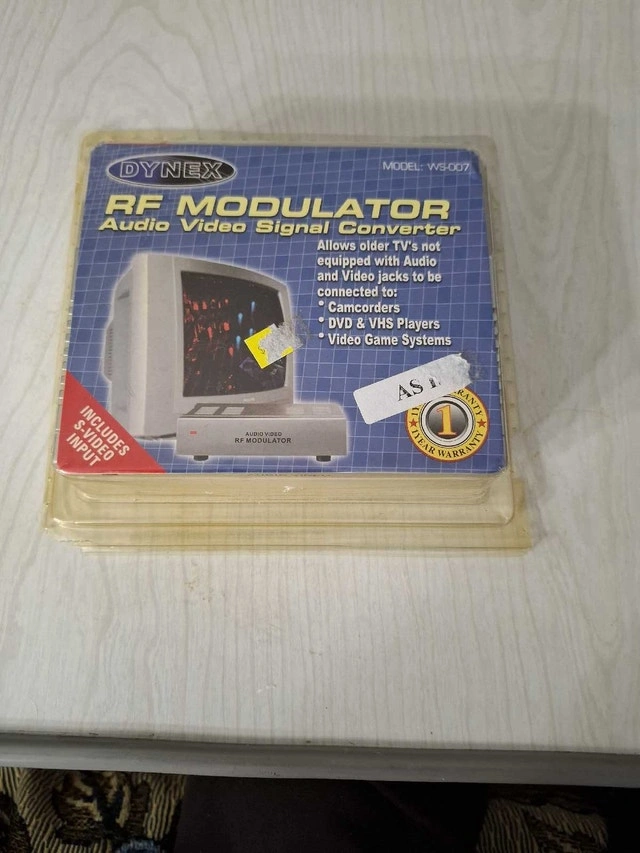 DYNEX
MODEL: WS-007
RF MODULATOR
Audio Video Signal Converter
Allows older TV's not
equipped with Audio
and Video jacks to be
connected to:
• Camcorders
• DVD & VHS Players
• Video Game Systems
AS
INCLUDES
S-VIDEO
INPUT
AUDIO VIDEO
RF MODULATOR
1
1 YEAR WARRANTY